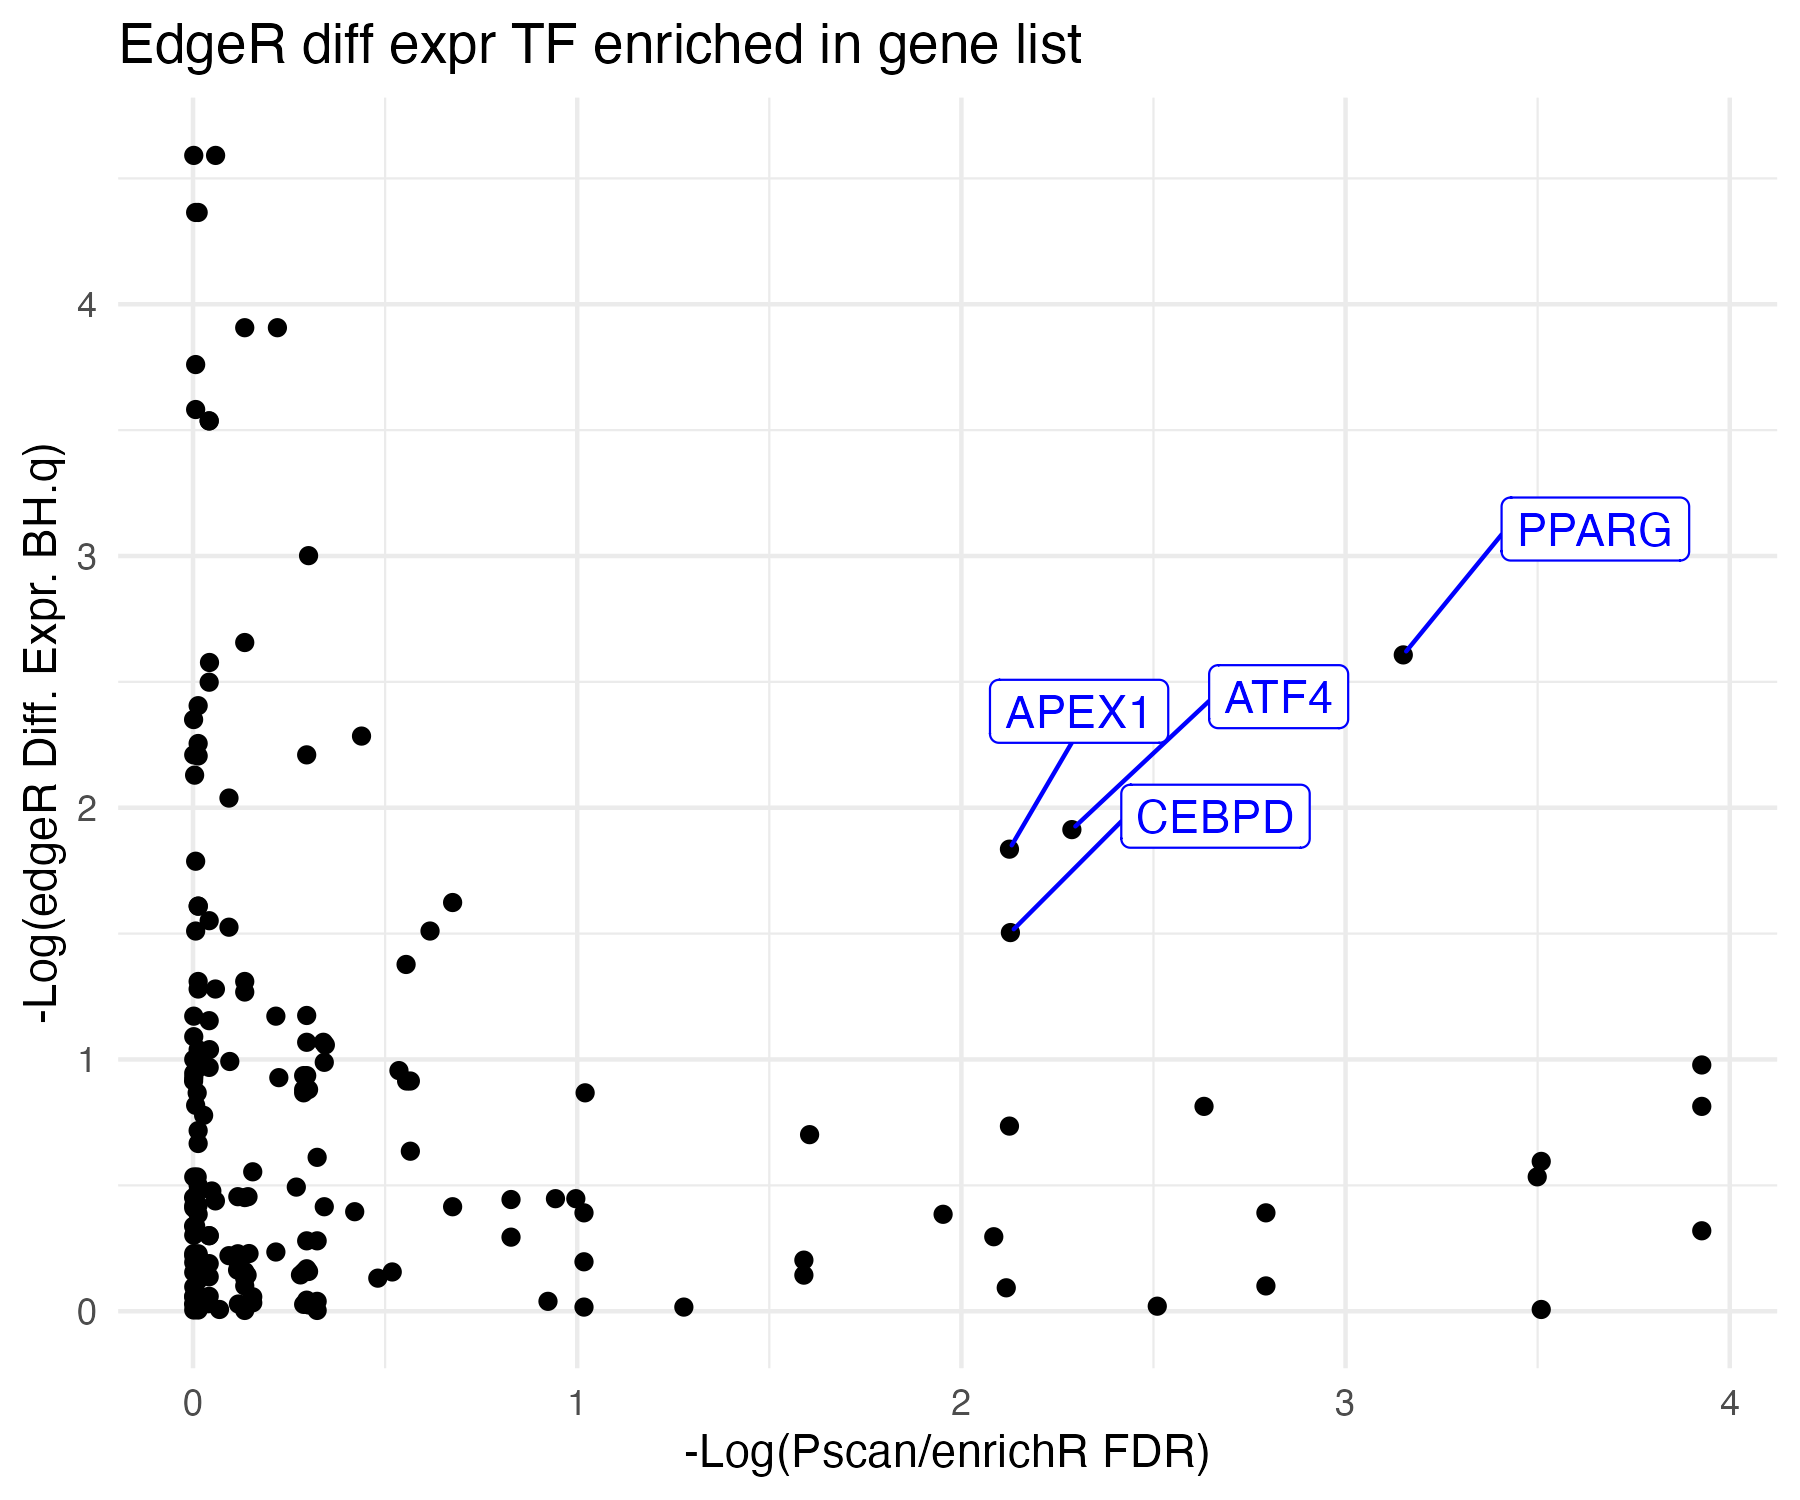 EdgeR diff expr TF enriched in gene list
-Log(edgeR Diff. Expr. BH.q)
4
3
2
1
0
PPARG
ATF4
APEX1
CEBPD
0 1 2 3 4
-Log(Pscan/enrichR FDR)